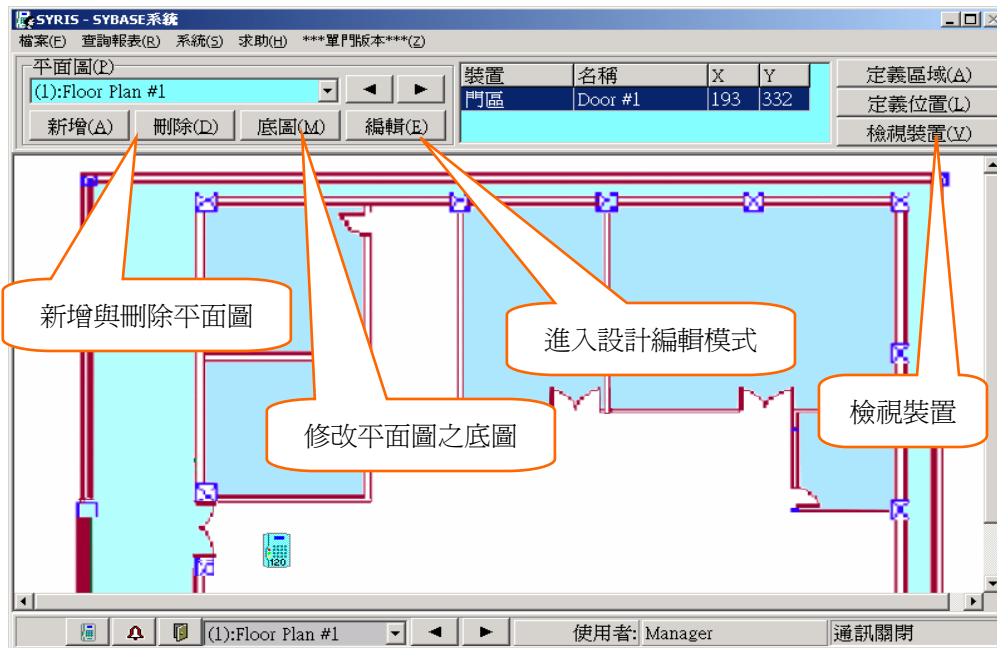 SYRIS - SYBASE系統
檔案(F) 查詢報表(R) 系統(S) 求助(H) ***單門版本***(Z)
平面圖(P)
(1):Floor Plan #1
新增(A) 刪除(D) 底圖(M) 編輯(E)
裝置 名稱 X Y
門區 Door #1 193 332
定義區域(A)
定義位置(L)
檢視裝置(V)
新增與刪除平面圖
進入設計編輯模式
修改平面圖之底圖
檢視裝置
120
(1):Floor Plan #1 使用者: Manager 通訊關閉